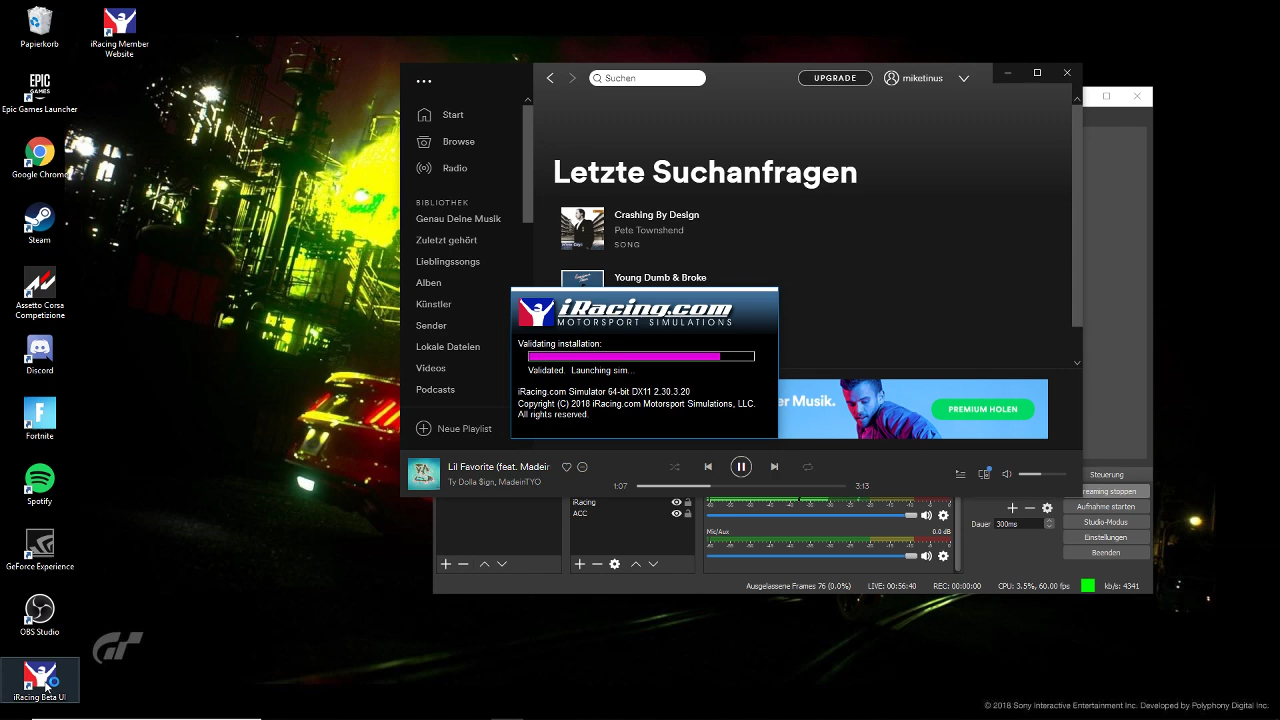 Papierkorb
iRacing Member
Website
EPIC
GAMES
Epic Games Launcher
Google Chrome
Steam
Assetto Corsa
Competizione
Discord
Fortnite
Spotify
GeForce Experience
OBS Studio
iRacing Beta UI
Suchen
UPGRADE
miketinus
Start
Browse
Radio
BIBLIOTHEK
Genau Deine Musik
Zuletzt gehört
Lieblingssongs
Alben
Künstler
Sender
Lokale Dateien
Videos
Podcasts
Neue Playlist
Letzte Suchanfragen
Crashing By Design
Pete Townshend
SONG
Young Dumb & Broke
iRacing.com
MOTORSPORT SIMULATIONS
Validating installation:
Validated. Launching sim...
iRacing.com Simulator 64-bit DX11 2.30.3.20
Copyright (C) 2018 iRacing.com Motorsport Simulations, LLC.
All rights reserved.
er Musik.
PREMIUM HOLEN
Lil Favorite (feat. Madeir
Ty Dolla $ign, MadeinTYO
1:07
3:13
iRacing
ACC
Mic/Aux
0.0 dB
Dauer
300ms
Steuerung
reaming stoppen
Aufnahme starten
Studio-Modus
Einstellungen
Beenden
Ausgelassene Frames 76 (0.0%)
LIVE: 00:56:40
REC: 00:00:00
CPU: 3.5%, 60.00 fps
kb/s: 4341
© 2018 Sony Interactive Entertainment Inc. Developed by Polyphony Digital Inc.